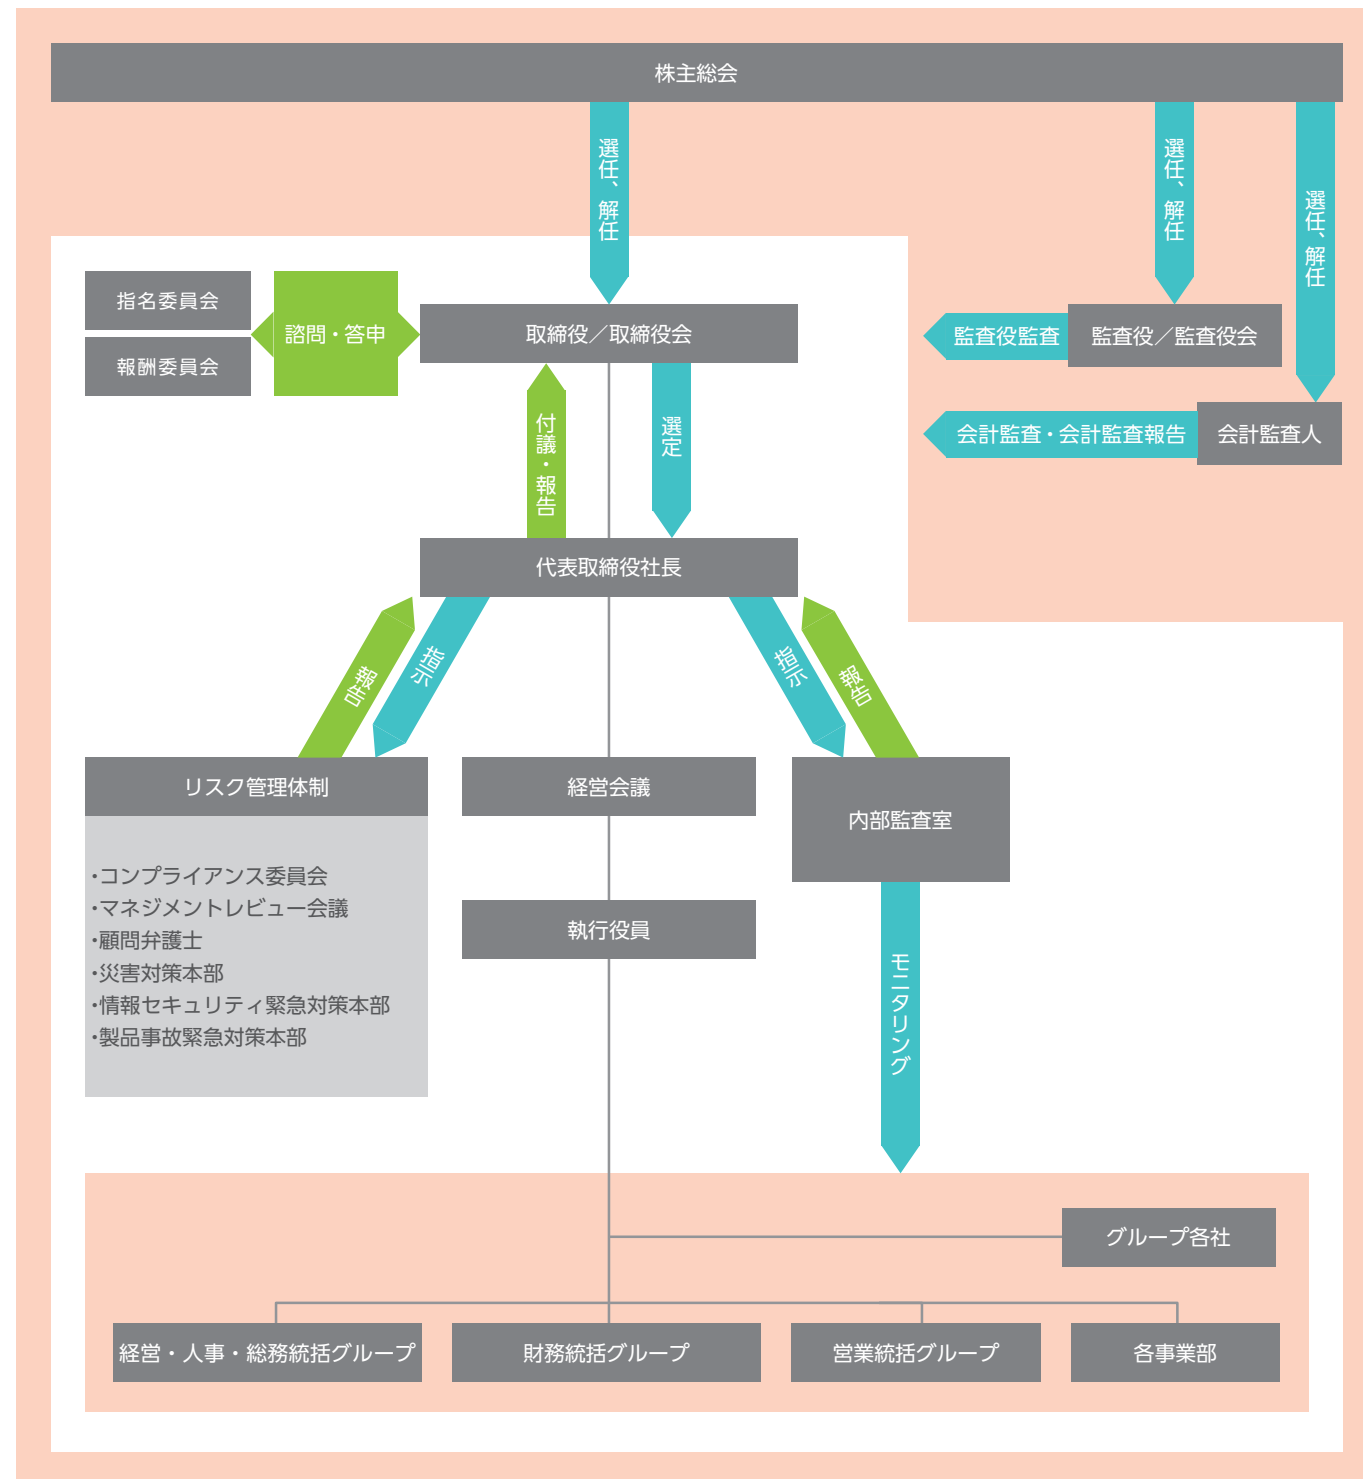 株主総会
選任、解任
選任、解任
選任、解任
指名委員会
報酬委員会
諮問・答申
取締役／取締役会
監査役監査
監査役／監査役会
会計監査・会計監査報告
会計監査人
付議・報告
選定
代表取締役社長
報告
指示
指示
報告
リスク管理体制
経営会議
内部監査室
・コンプライアンス委員会
・マネジメントレビュー会議
・顧問弁護士
・災害対策本部
・情報セキュリティ緊急対策本部
・製品事故緊急対策本部
執行役員
モニタリング
グループ各社
経営・人事・総務統括グループ
財務統括グループ
営業統括グループ
各事業部